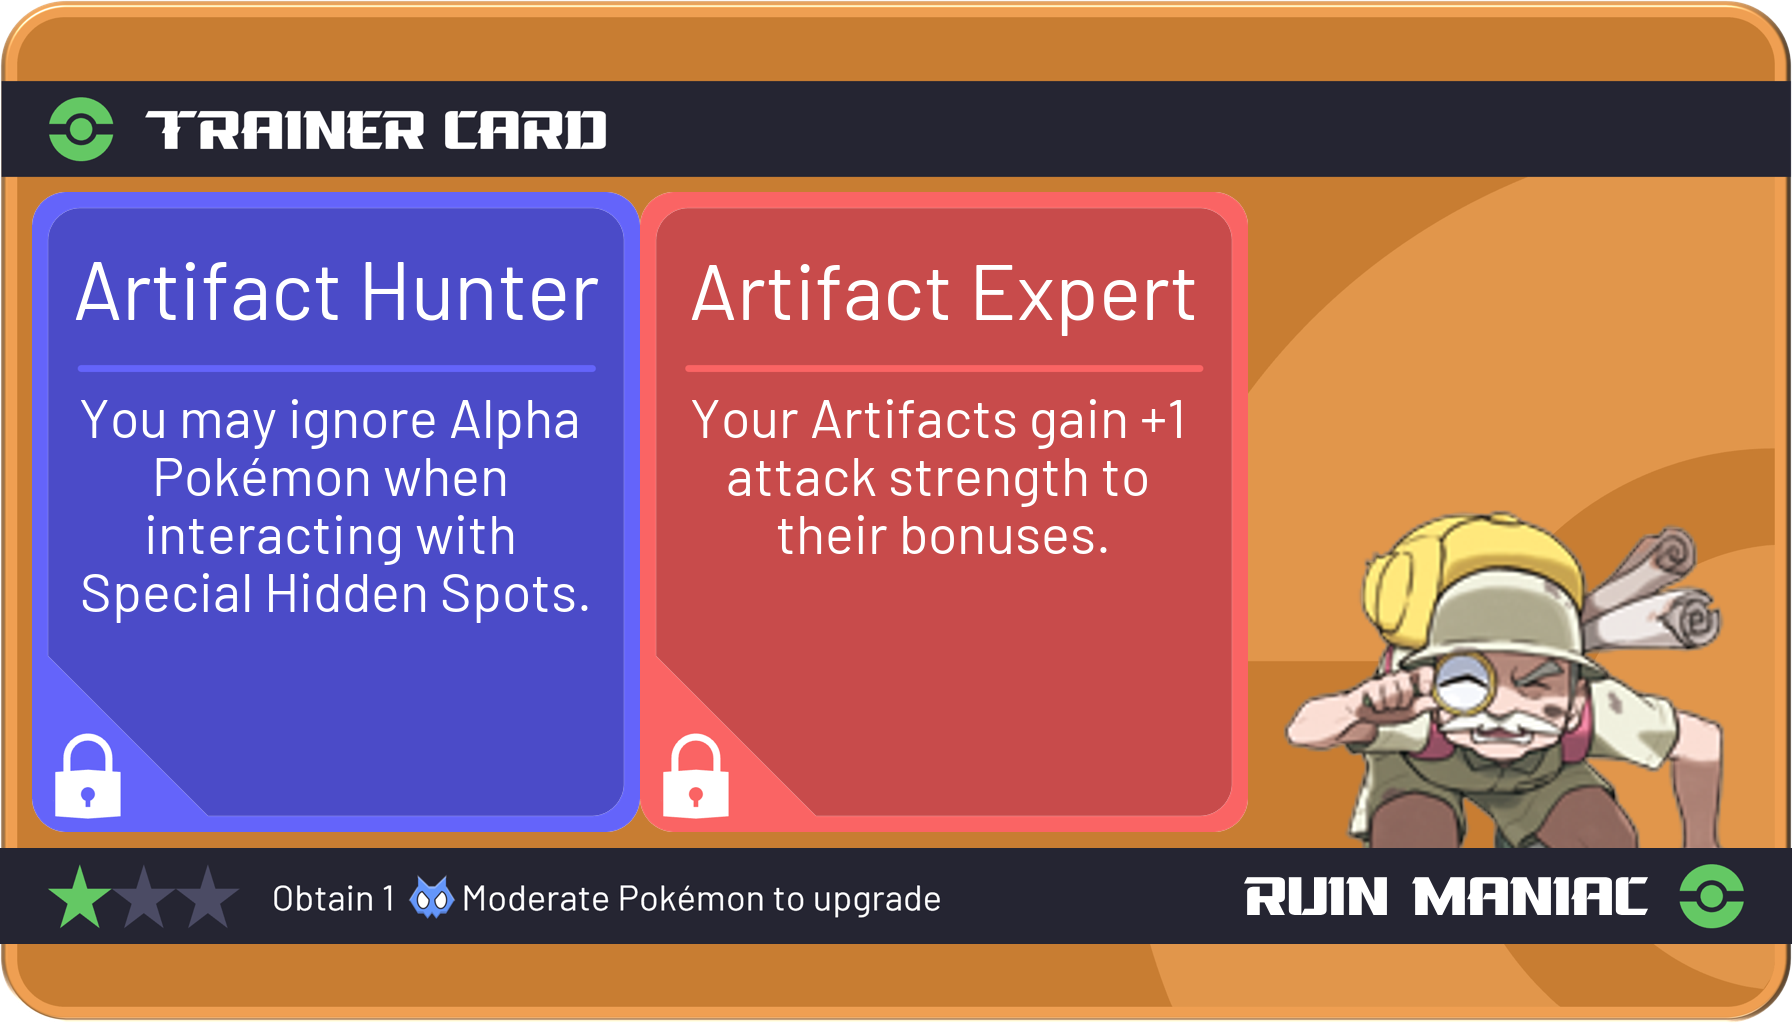 TRAINER CARD
Artifact Hunter
You may ignore Alpha
Pokémon when
interacting with
Special Hidden Spots.
Artifact Expert
Your Artifacts gain +1
attack strength to
their bonuses.
Obtain 1 Moderate Pokémon to upgrade
RUIN MANIAC